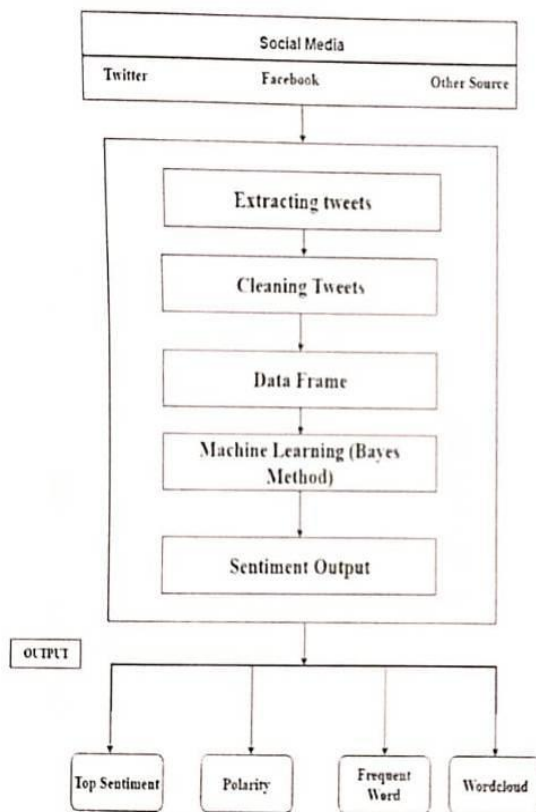 Social Media
Twitter Facebook Other Source
Extracting tweets
Cleaning Tweets
Data Frame
Machine Learning (Bayes
Method)
Sentiment Output
OUTPUT
Top Sentiment Polarity Frequent
Word Wordcloud